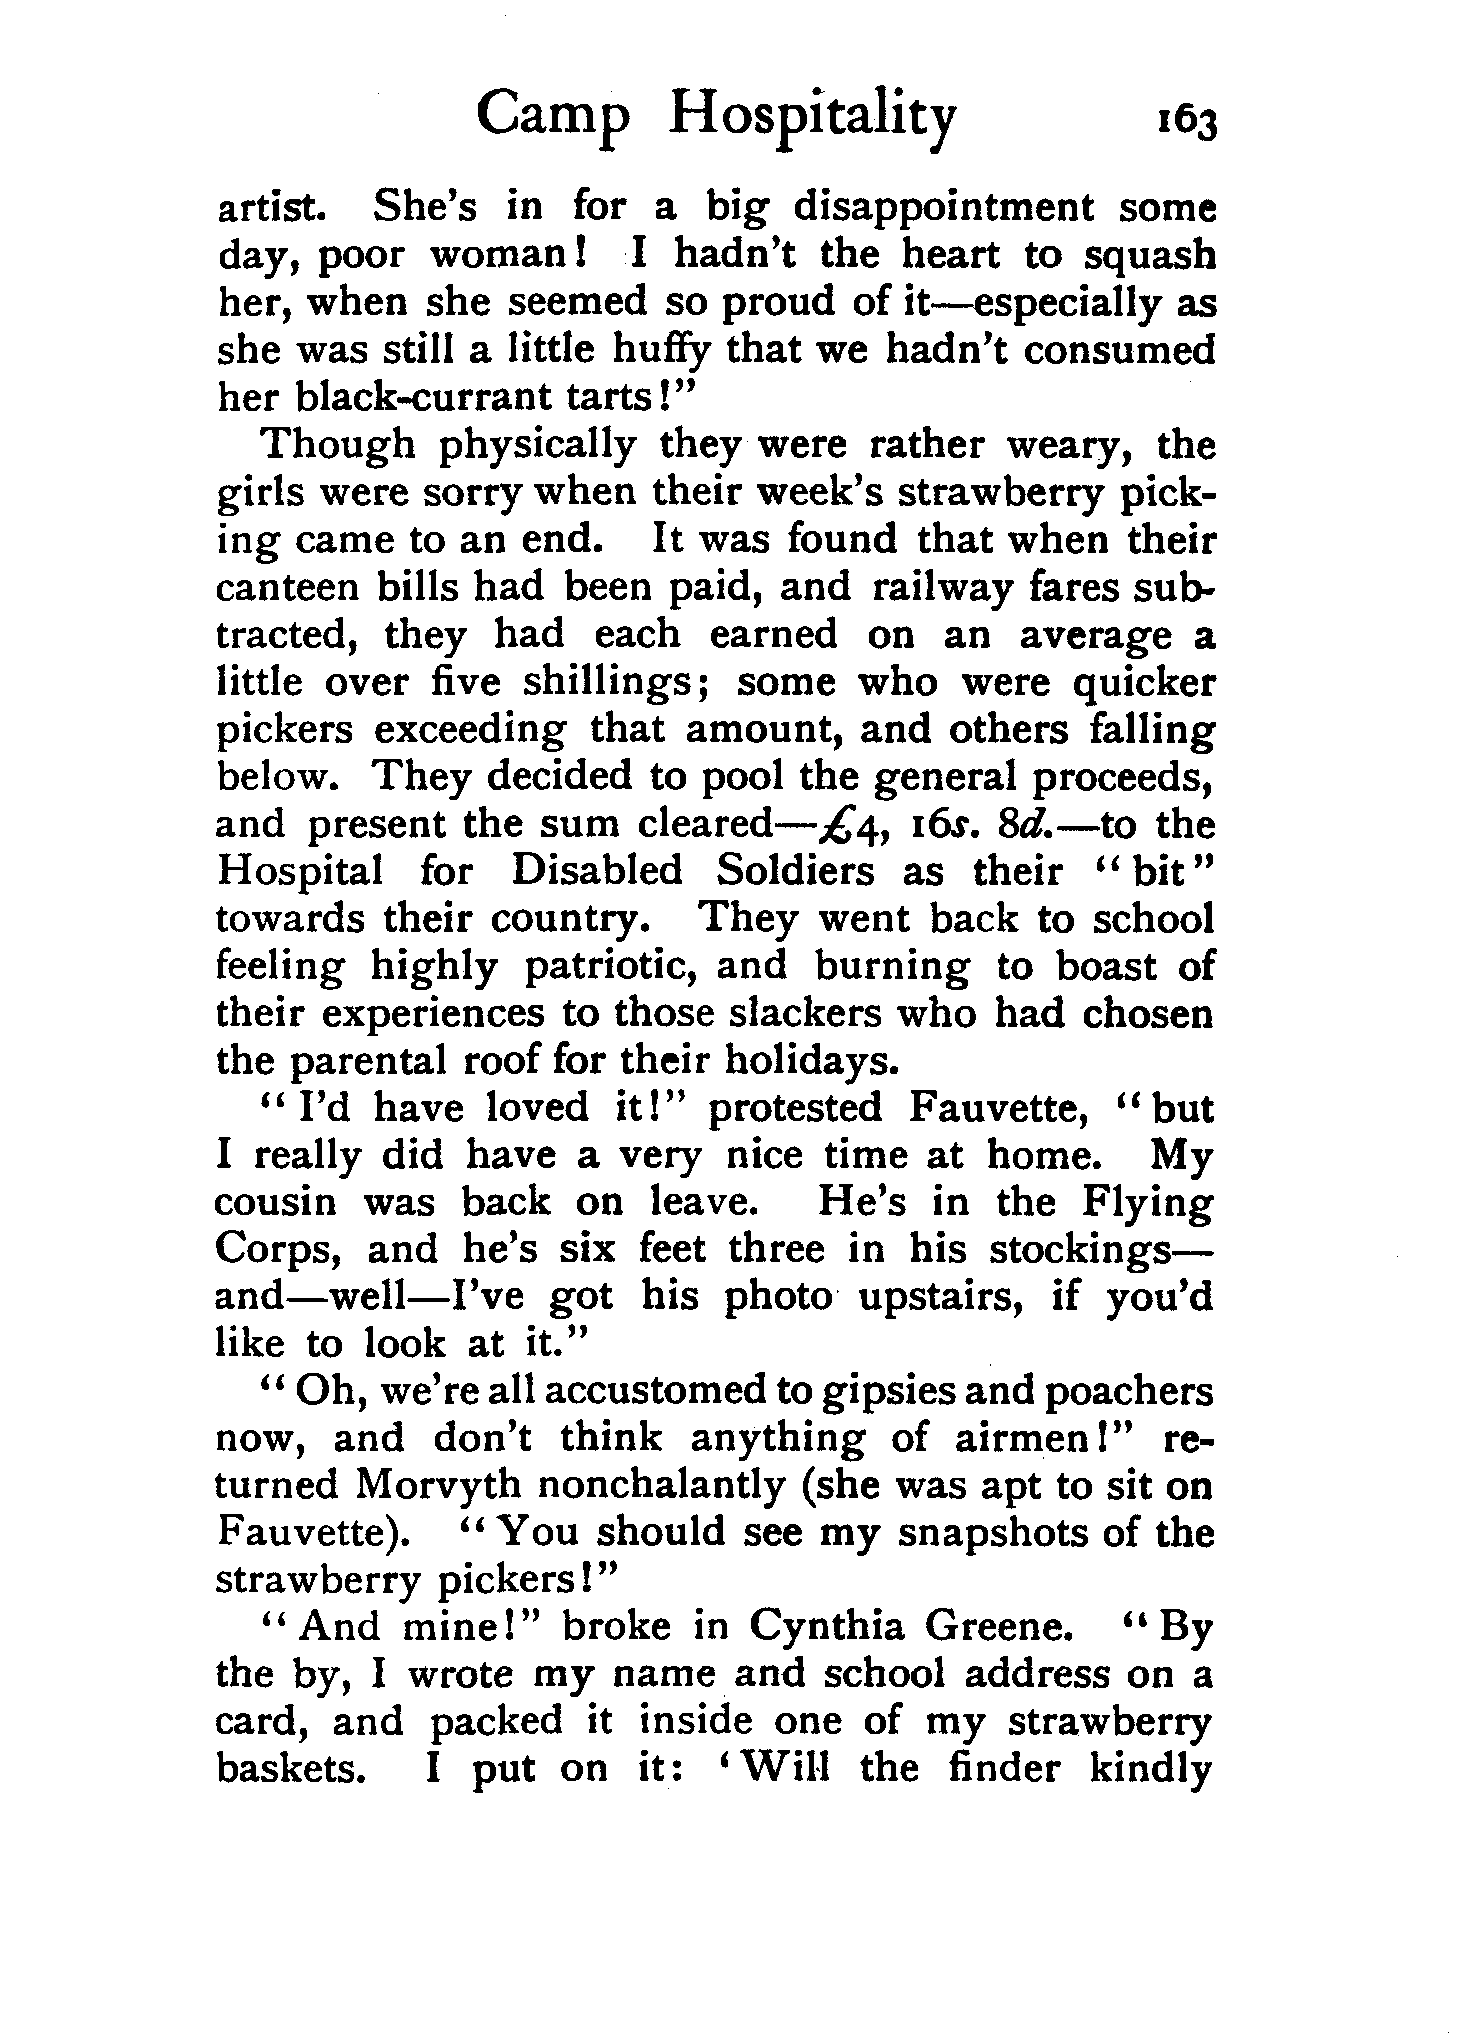 Camp Hospitality 163
artist. She's in for a big disappointment some
day, poor woman! I hadn't the heart to squash
her, when she seemed so proud of it—especially as
she was still a little huffy that we hadn't consumed
her black-currant tarts!"
Though physically they were rather weary, the
girls were sorry when their week's strawberry pick-
ing came to an end. It was found that when their
canteen bills had been paid, and railway fares sub-
tracted, they had each earned on an average a
little over five shillings; some who were quicker
pickers exceeding that amount, and others falling
below. They decided to pool the general proceeds,
and present the sum cleared—£4, 16s. 8d.—to the
Hospital for Disabled Soldiers as their "bit"
towards their country. They went back to school
feeling highly patriotic, and burning to boast of
their experiences to those slackers who had chosen
the parental roof for their holidays.
"I'd have loved it!" protested Fauvette, "but
I really did have a very nice time at home. My
cousin was back on leave. He's in the Flying
Corps, and he's six feet three in his stockings—
and—well—I've got his photo upstairs, if you'd
like to look at it."
"Oh, we're all accustomed to gipsies and poachers
now, and don't think anything of airmen!" re-
turned Morvyth nonchalantly (she was apt to sit on
Fauvette). "You should see my snapshots of the
strawberry pickers!"
"And mine!" broke in Cynthia Greene. "By
the by, I wrote my name and school address on a
card, and packed it inside one of my strawberry
baskets. I put on it: 'Will the finder kindly